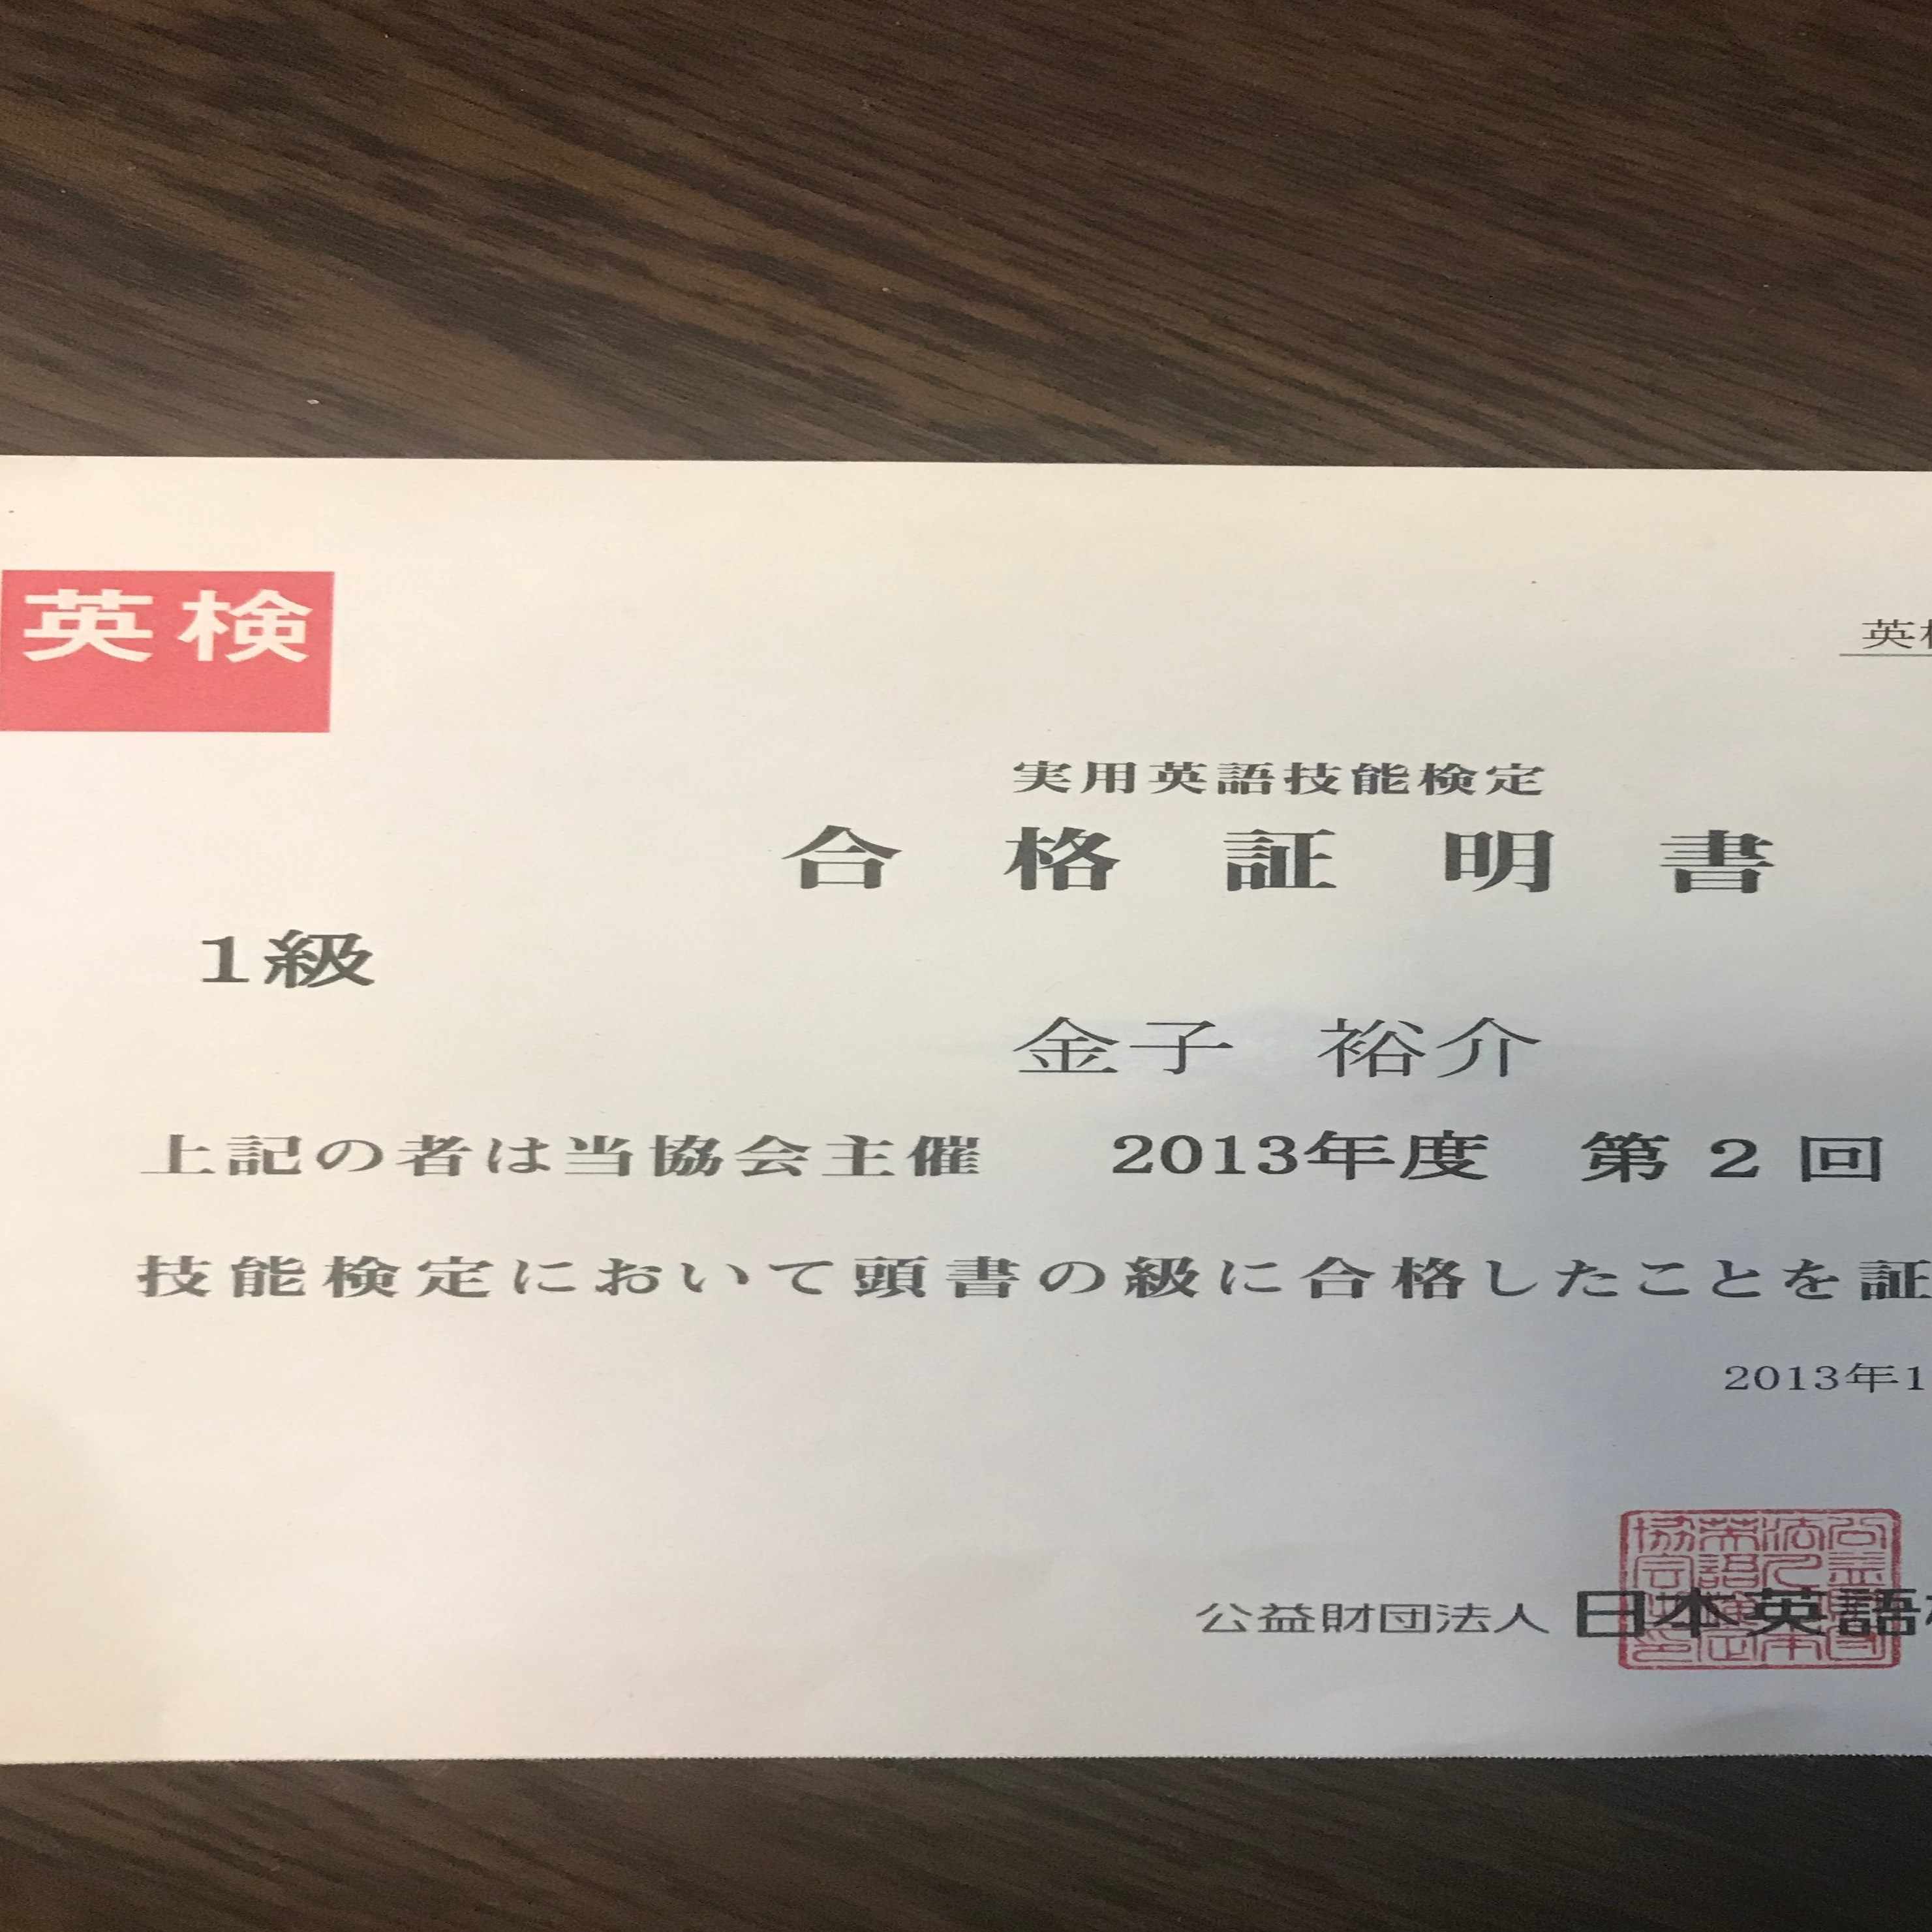 英検
英検
実用英語技能検定
合格証明書
1級
金子 裕介
上記の者は当協会主催 2013年度 第2回
技能検定において頭書の級に合格したことを証
2013年1
公益財団法人 日本英語